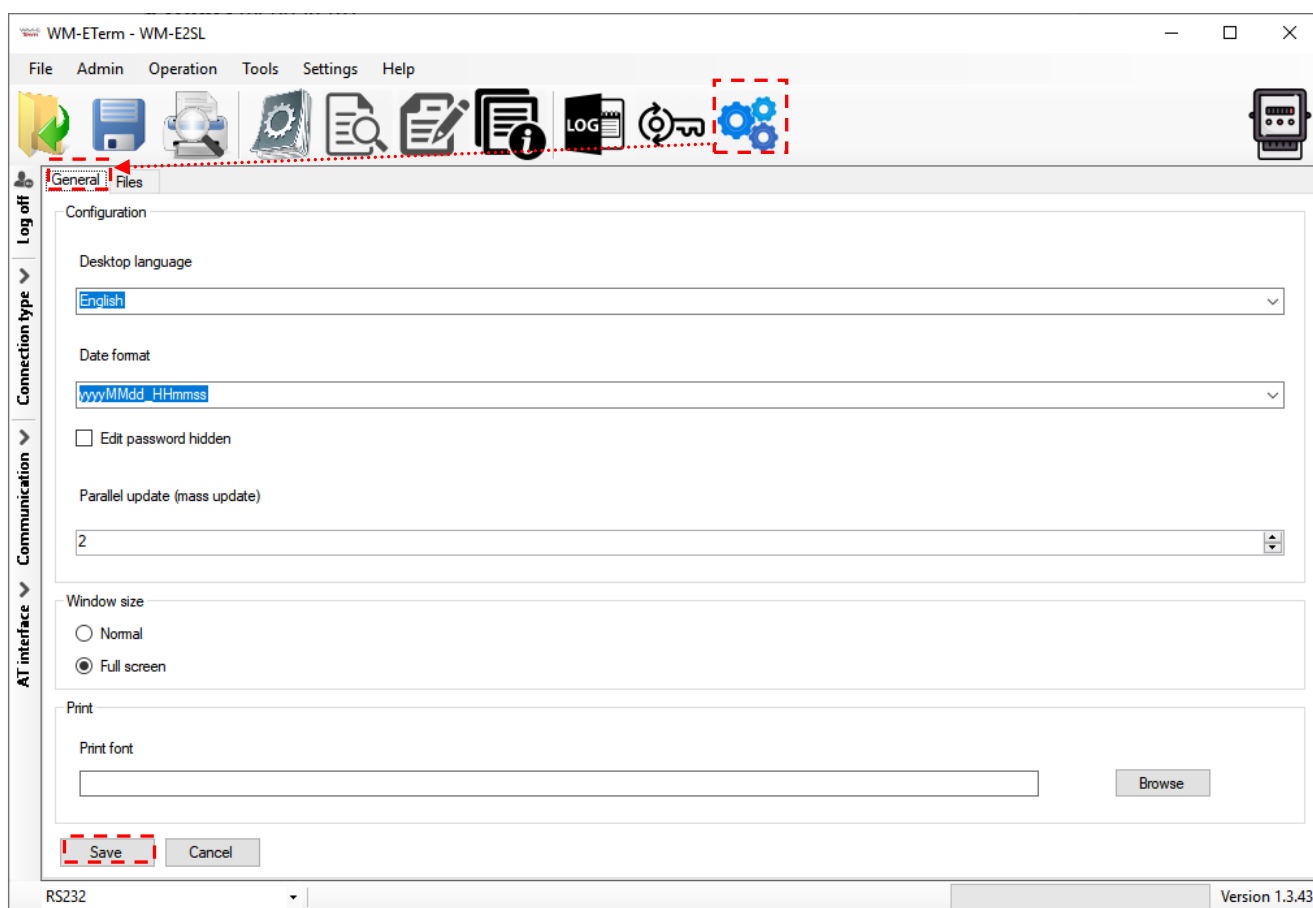 WM-ETerm - WM-E2SL
File Admin Operation Tools Settings Help
LOG
Log off
Connection type
Communication
AT interface
General Files
Configuration
Desktop language
English
Date format
yyyyMMdd_HHmmss
Edit password hidden
Parallel update (mass update)
2
Window size
Normal
Full screen
Print
Print font
Browse
Save Cancel
RS232
Version 1.3.43